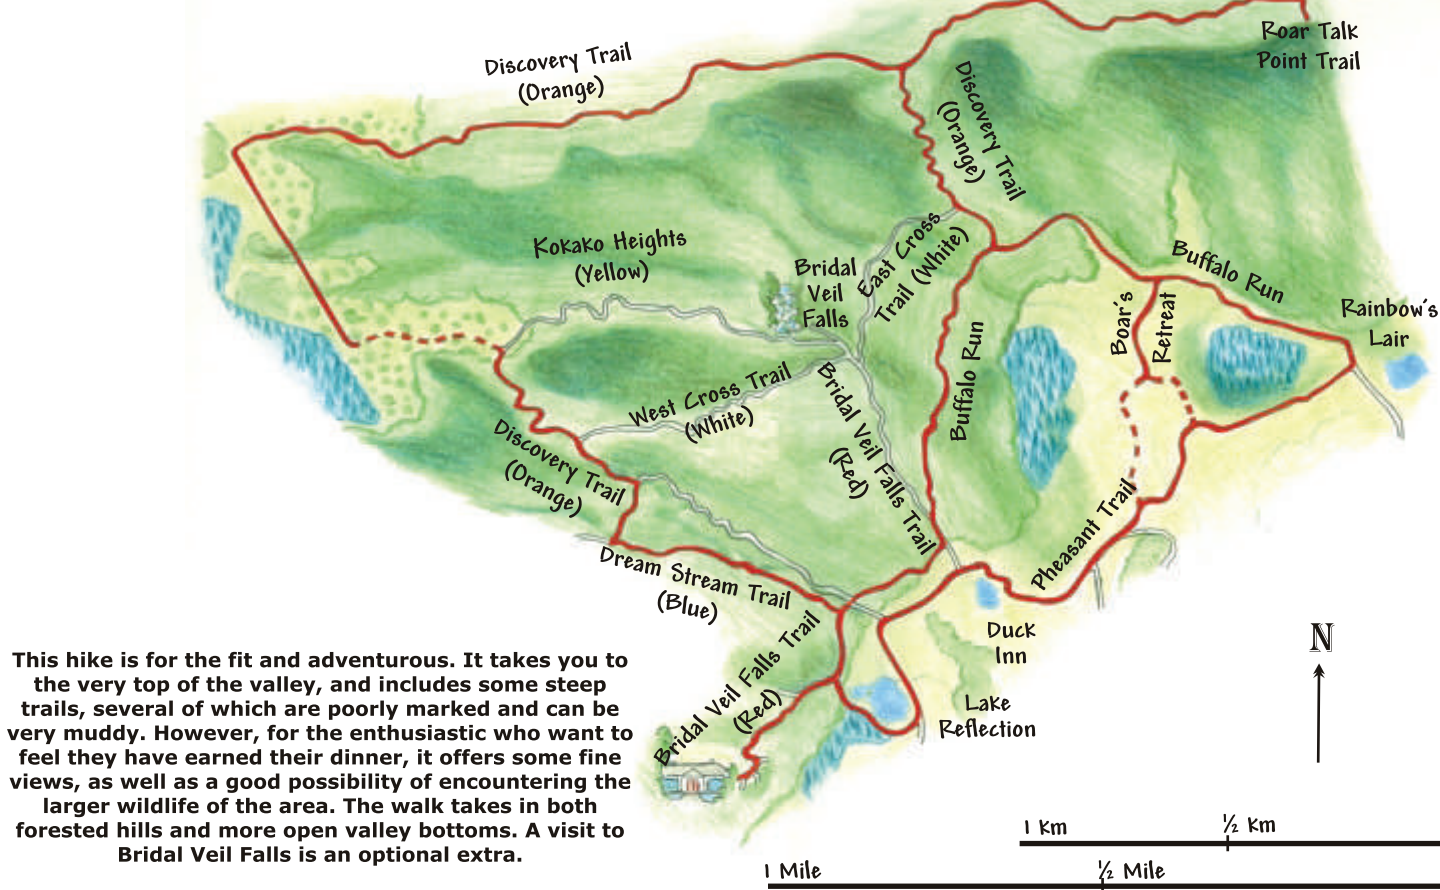 Roar Talk
Point Trail
Discovery Trail
(Orange)
Discovery Trail
(Orange)
Kokako Heights
(Yellow)
Bridal
Veil
Falls
East Cross
Trail (White)
Buffalo Run
Boar's
Retreat
Rainbow's
Lair
Buffalo Run
West Cross Trail
(White)
Bridal Veil Falls Trail
(Red)
Discovery Trail
(Orange)
Pheasant Trail
Dream Stream Trail
(Blue)
Bridal Veil Falls Trail
(Red)
Duck
Inn
Lake
Reflection
N
This hike is for the fit and adventurous. It takes you to
the very top of the valley, and includes some steep
trails, several of which are poorly marked and can be
very muddy. However, for the enthusiastic who want to
feel they have earned their dinner, it offers some fine
views, as well as a good possibility of encountering the
larger wildlife of the area. The walk takes in both
forested hills and more open valley bottoms. A visit to
Bridal Veil Falls is an optional extra.
1 Km
½ Km
1 Mile
½ Mile